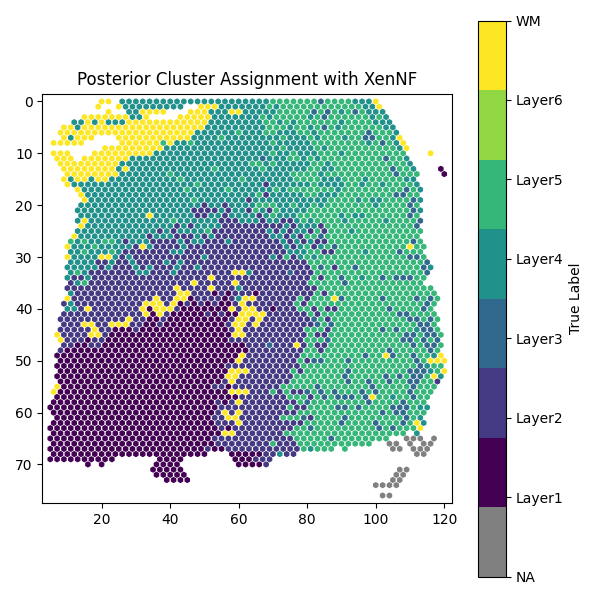 Posterior Cluster Assignment with XenNF
0
10
20
30
40
50
60
70
20 40 60 80 100 120
WM
Layer6
Layer5
Layer4
Layer3
Layer2
Layer1
NA
True Label